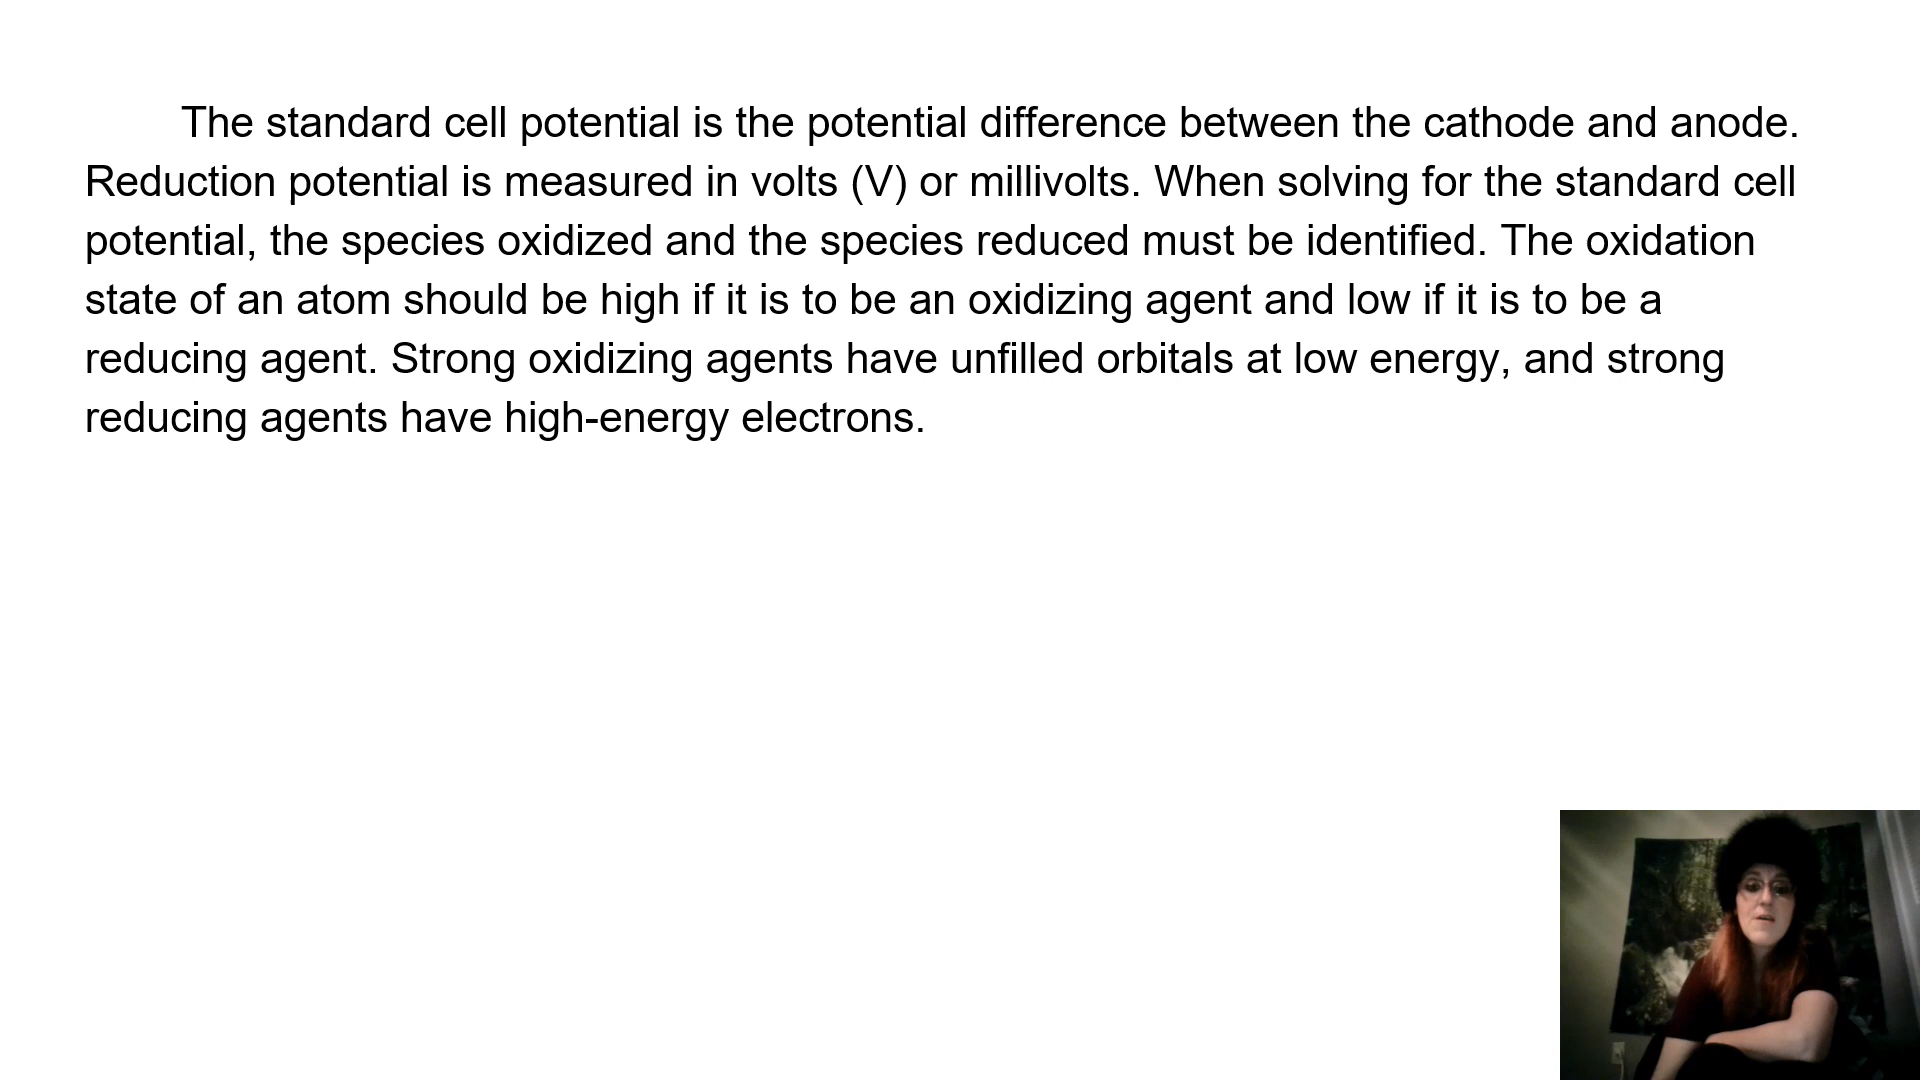 The standard cell potential is the potential difference between the cathode and anode.
Reduction potential is measured in volts (V) or millivolts. When solving for the standard cell
potential, the species oxidized and the species reduced must be identified. The oxidation
state of an atom should be high if it is to be an oxidizing agent and low if it is to be a
reducing agent. Strong oxidizing agents have unfilled orbitals at low energy, and strong
reducing agents have high-energy electrons.